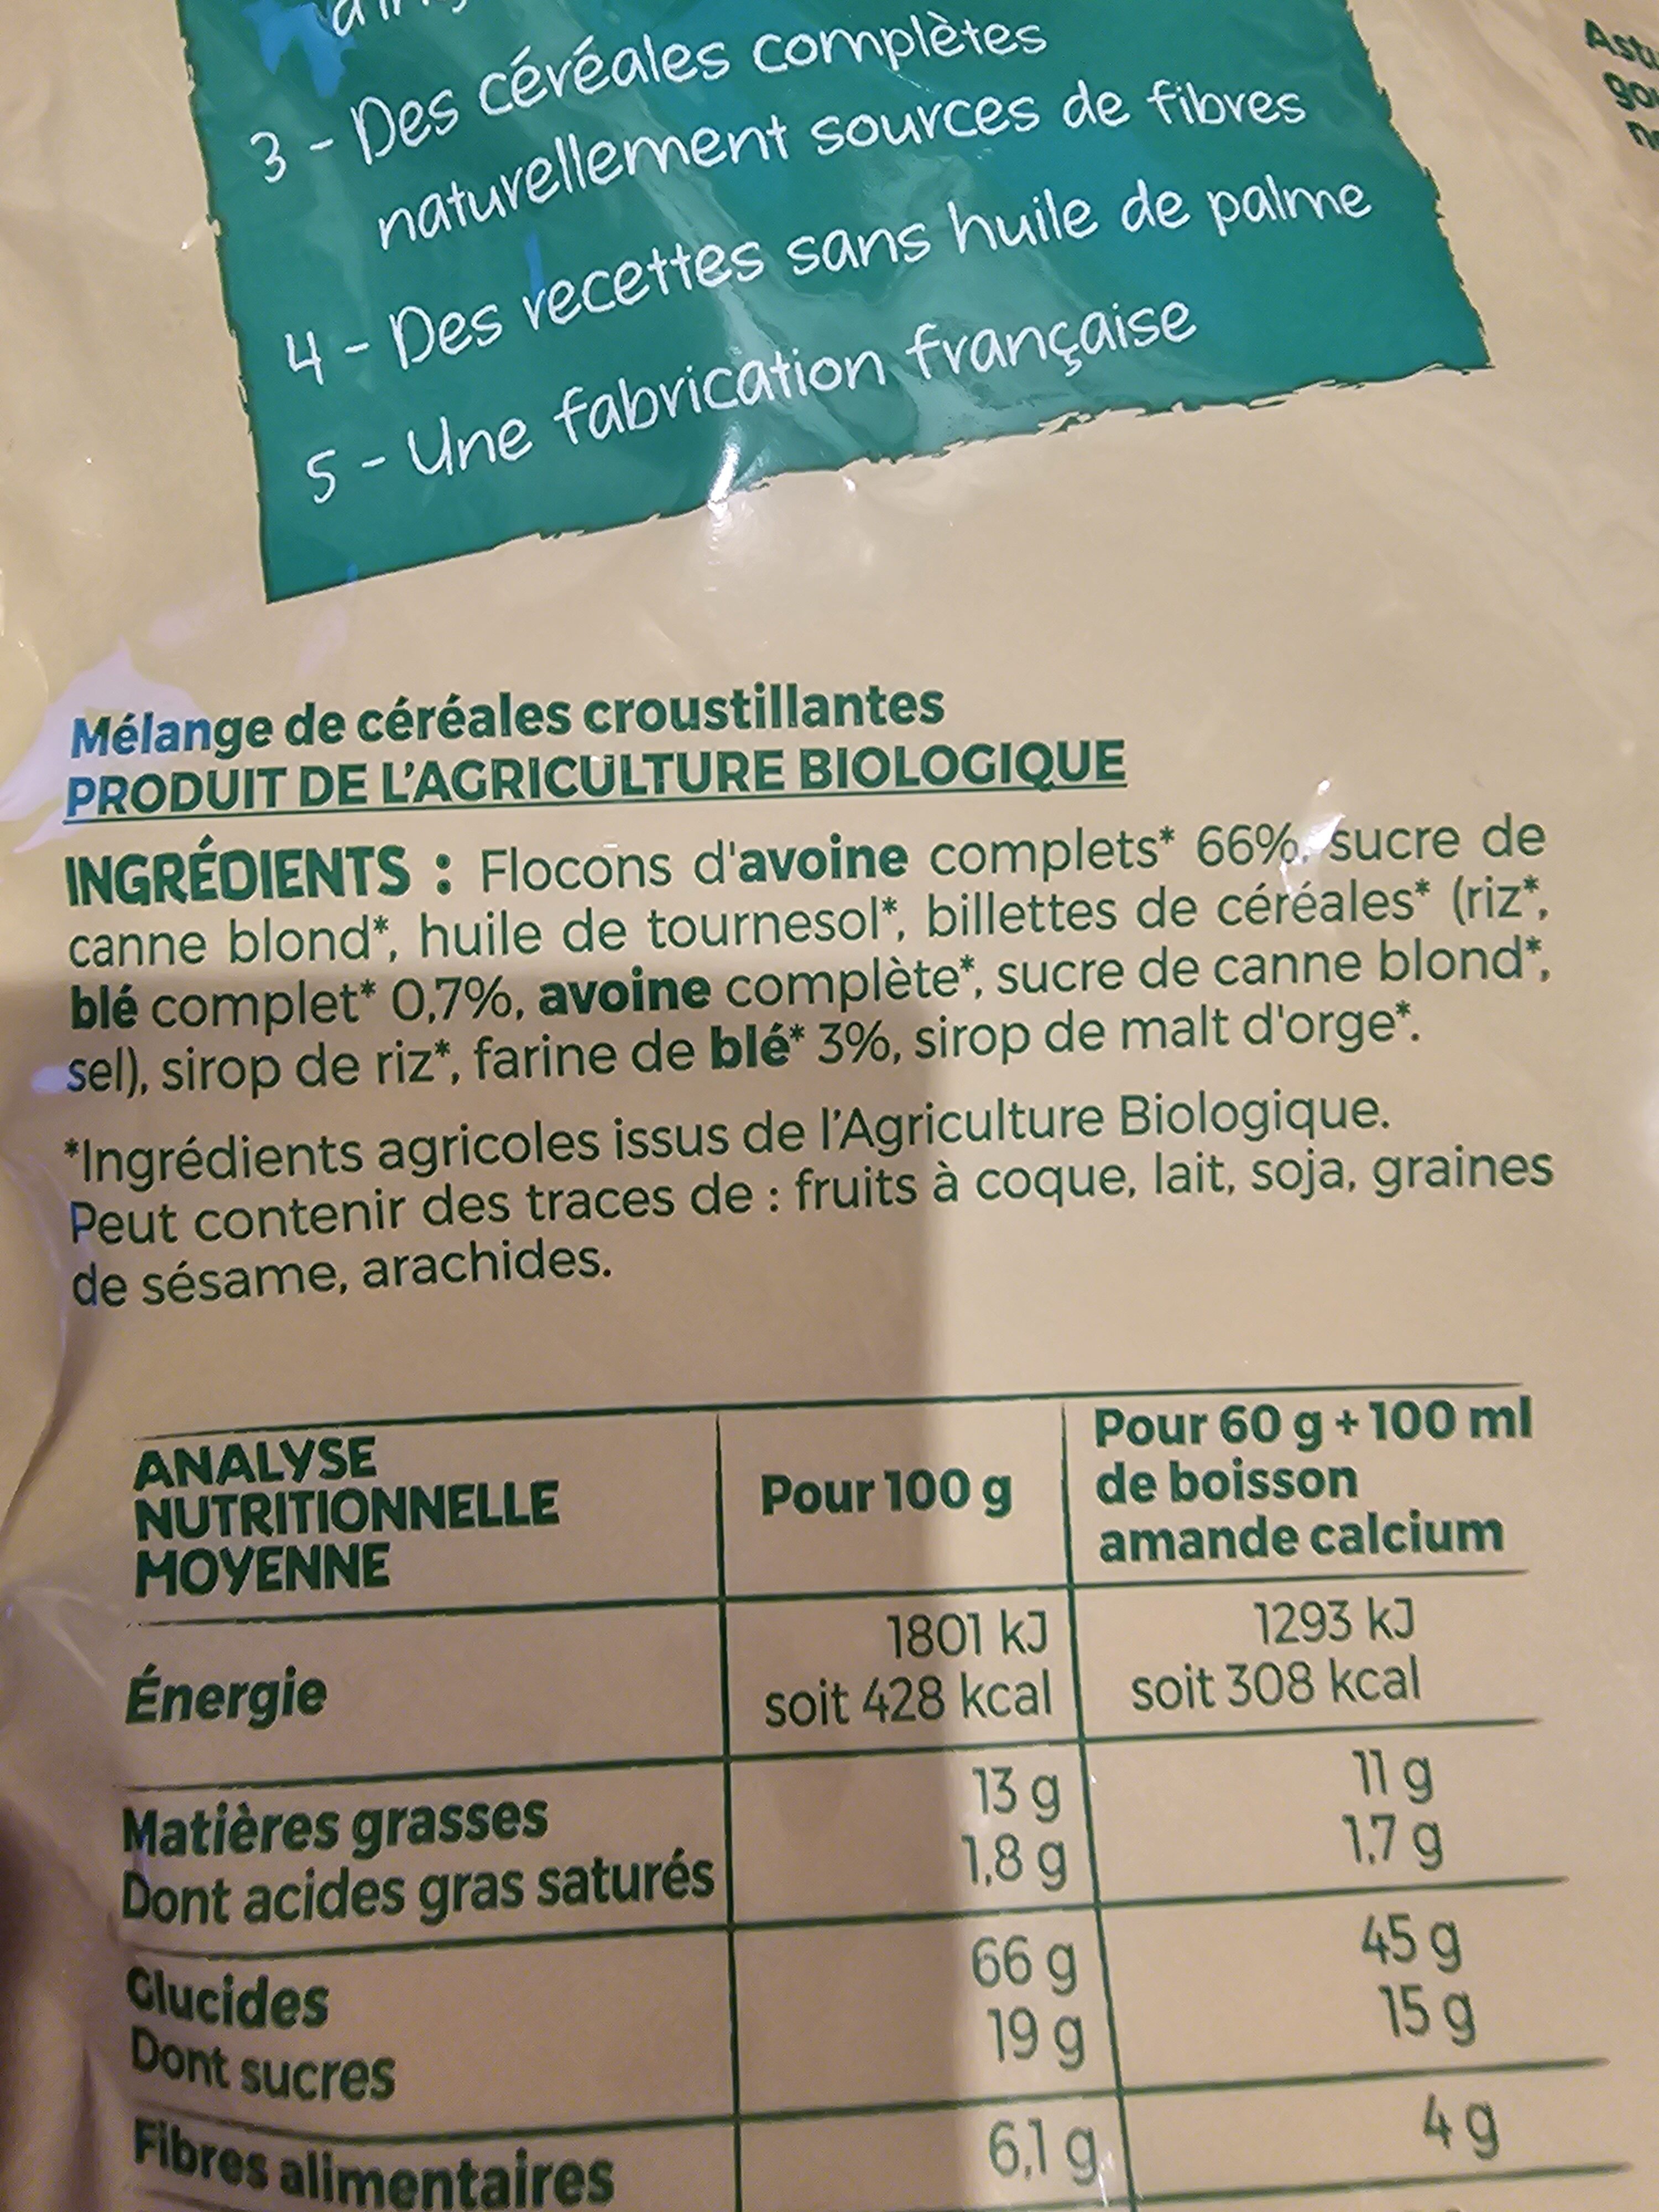 3 - Des céréales complètes
naturellement sources de fibres
4 - Des recettes sans huile de palme
5 - Une fabrication française
Mélange de céréales croustillantes
PRODUIT DE L'AGRICULTURE BIOLOGIQUE
INGRÉDIENTS : Flocons d'avoine complets* 66%, sucre de
canne blond*, huile de tournesol*, billettes de céréales* (riz*,
blé complet* 0,7%, avoine complète*, sucre de canne blond*,
sel), sirop de riz*, farine de blé* 3%, sirop de malt d'orge*.
*Ingrédients agricoles issus de l'Agriculture Biologique.
Peut contenir des traces de : fruits à coque, lait, soja, graines
de sésame, arachides.
ANALYSE
NUTRITIONNELLE
MOYENNE
Pour 100 g
Pour 60 g + 100 ml
de boisson
amande calcium
Énergie
1801 kJ
soit 428 kcal
1293 kJ
soit 308 kcal
Matières grasses 13 g 11 g
Dont acides gras saturés 1,8 g 1,7 g
Glucides 66 g 45 g
Dont sucres 19 g 15 g
Fibres alimentaires 6,1 g 4 g